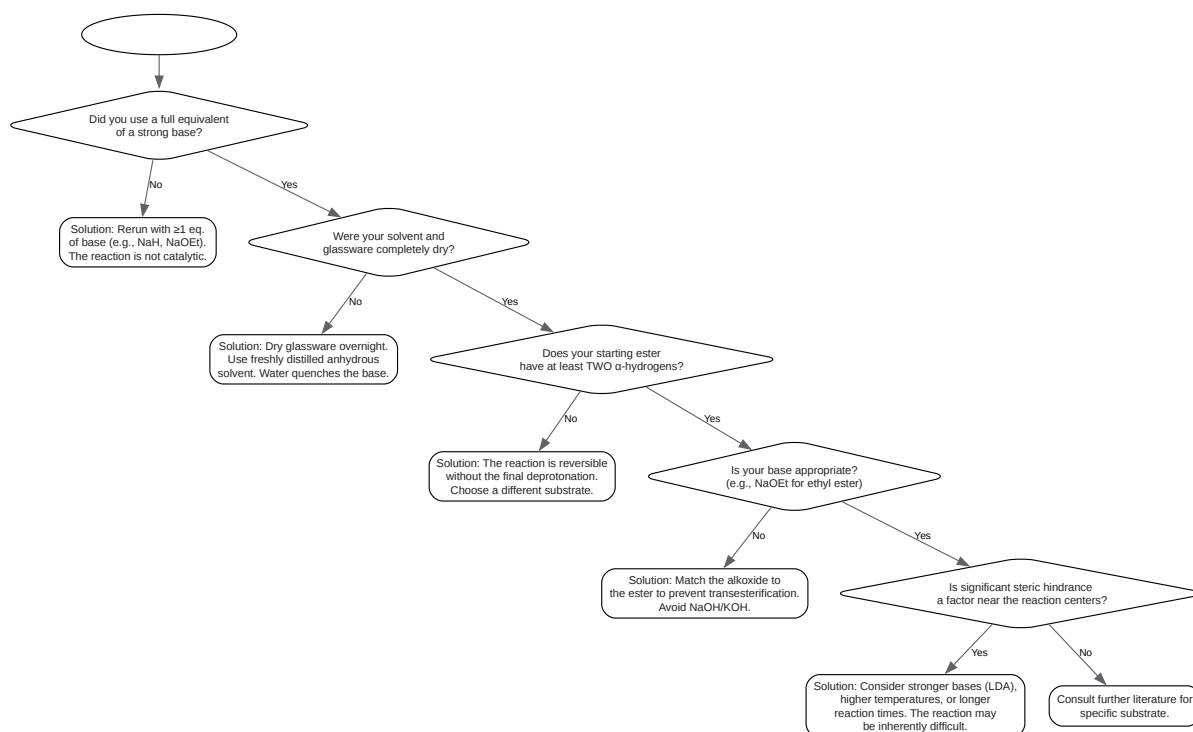 Did you use a full equivalent
of a strong base?
No
Yes
Solution: Rerun with ≥1 eq.
of base (e.g., NaH, NaOEt).
The reaction is not catalytic.
Were your solvent and
glassware completely dry?
No
Yes
Solution: Dry glassware overnight.
Use freshly distilled anhydrous
solvent. Water quenches the base.
Does your starting ester
have at least TWO α-hydrogens?
No
Yes
Solution: The reaction is reversible
without the final deprotonation.
Choose a different substrate.
Is your base appropriate?
(e.g., NaOEt for ethyl ester)
No
Yes
Solution: Match the alkoxide to
the ester to prevent transesterification.
Avoid NaOH/KOH.
Is significant steric hindrance
a factor near the reaction centers?
Yes
No
Solution: Consider stronger bases (LDA),
higher temperatures, or longer
reaction times. The reaction may
be inherently difficult.
Consult further literature for
specific substrate.